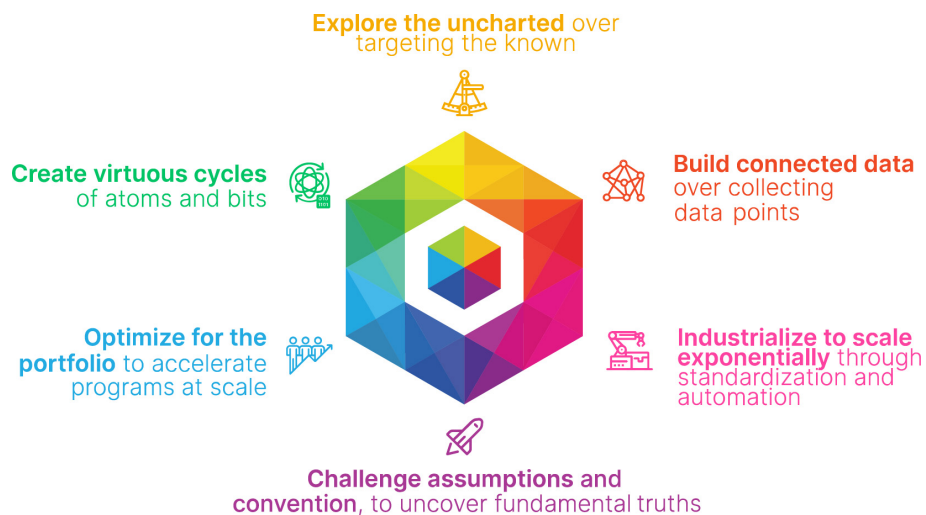 Explore the uncharted over
targeting the known
Create virtuous cycles
of atoms and bits
Build connected data
over collecting
data points
Optimize for the
portfolio to accelerate
programs at scale
Industrialize to scale
exponentially through
standardization and
automation
Challenge assumptions and
convention, to uncover fundamental truths